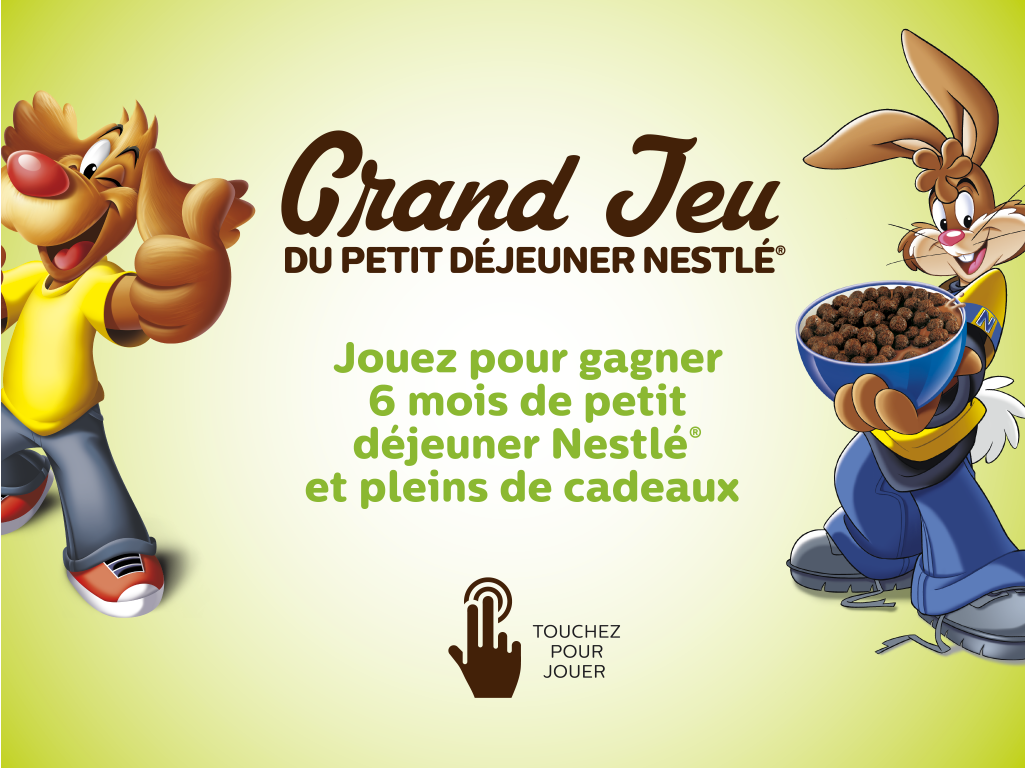 Grand Jeu
DU PETIT DÉJEUNER NESTLÉ®
Jouez pour gagner
6 mois de petit
déjeuner Nestlé®
et pleins de cadeaux
TOUCHEZ
POUR
JOUER
N